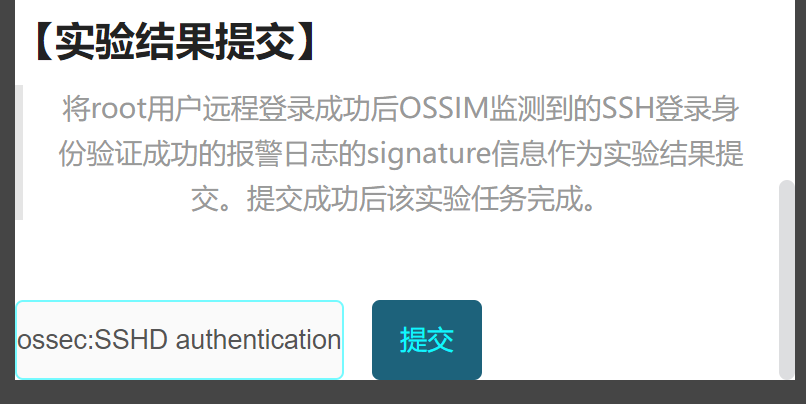 【实验结果提交】
将root用户远程登录成功后OSSIM监测到的SSH登录身
份验证成功的报警日志的signature信息作为实验结果提
交。提交成功后该实验任务完成。
ossec:SSHD authentication
提交